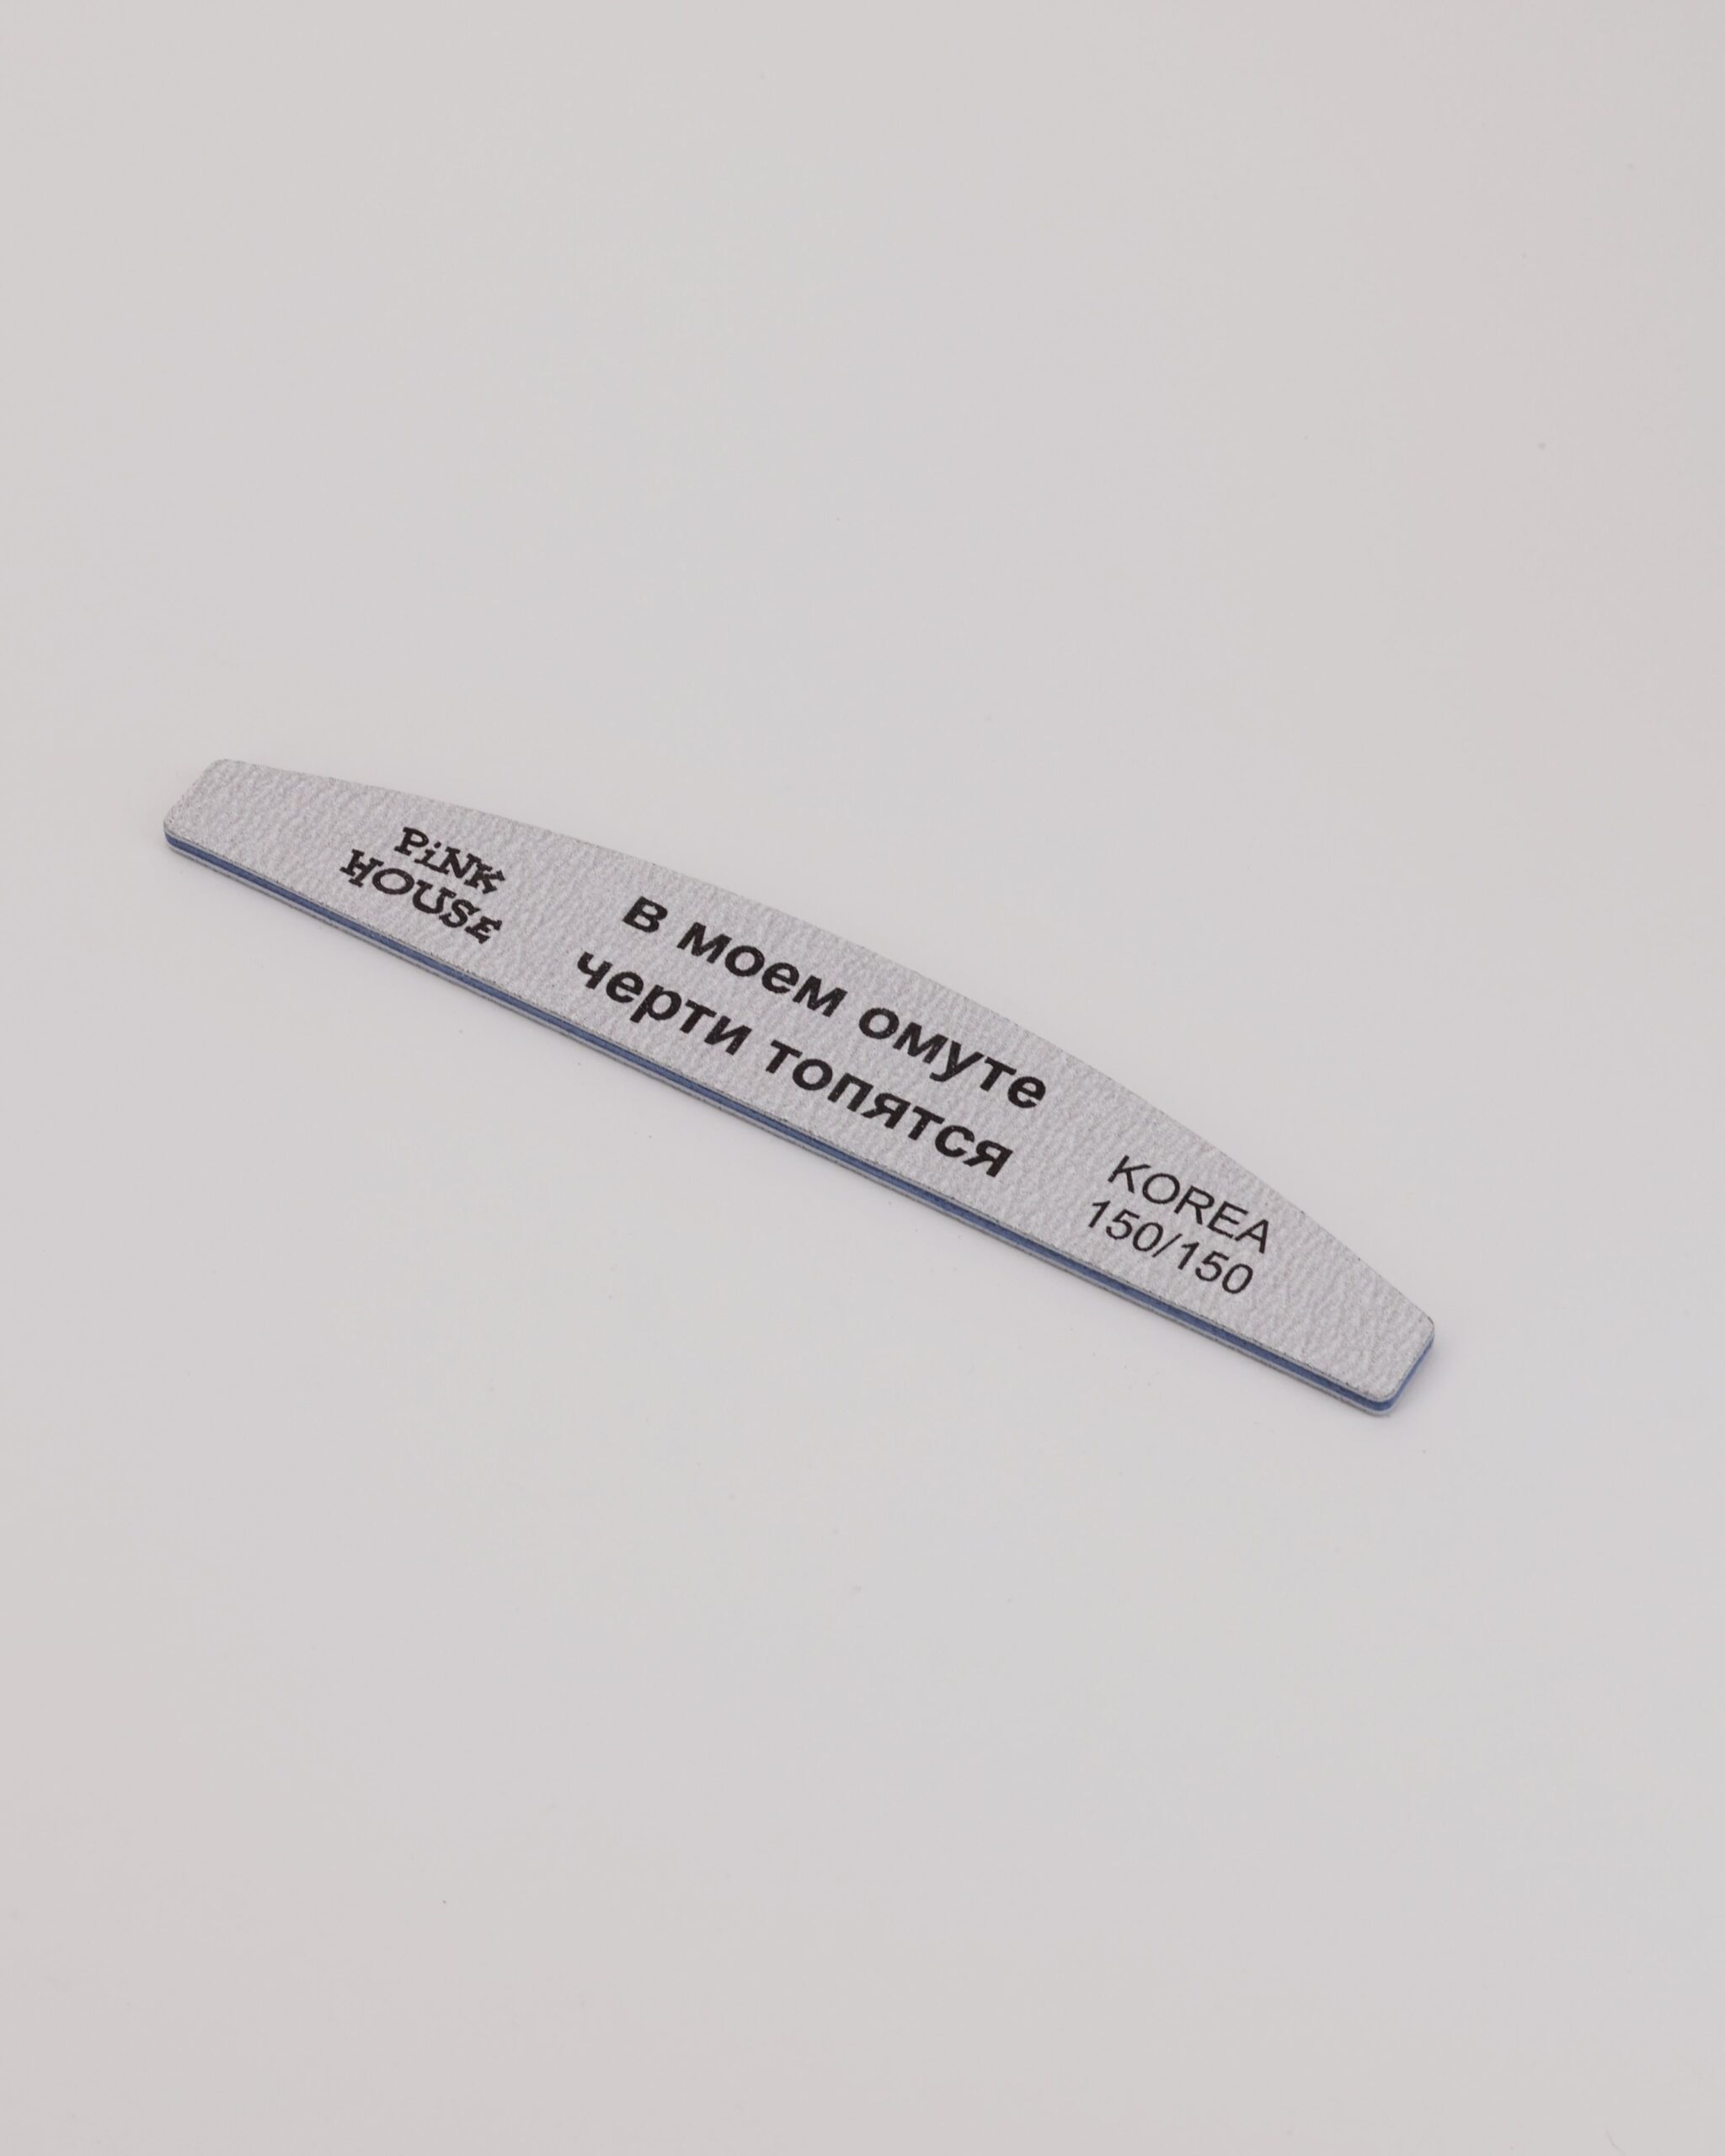 PiNK
HOUSE
в моем омуте
черти топятся
KOREA
150/150